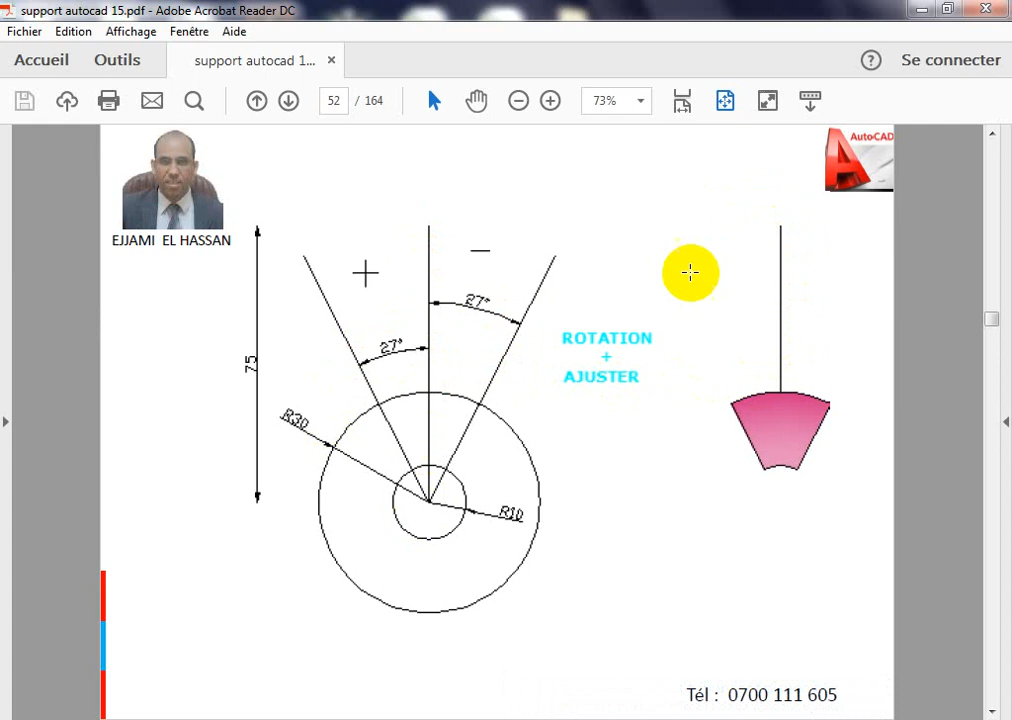 support autocad 15.pdf - Adobe Acrobat Reader DC
Fichier Edition Affichage Fenêtre Aide
Accueil Outils support autocad 1... × ? Se connecter
52 / 164 73%
AutoCAD
EJJAMI EL HASSAN
+ −
27°
27°
75
ROTATION
+
AJUSTER
R30
R10
Tél : 0700 111 605